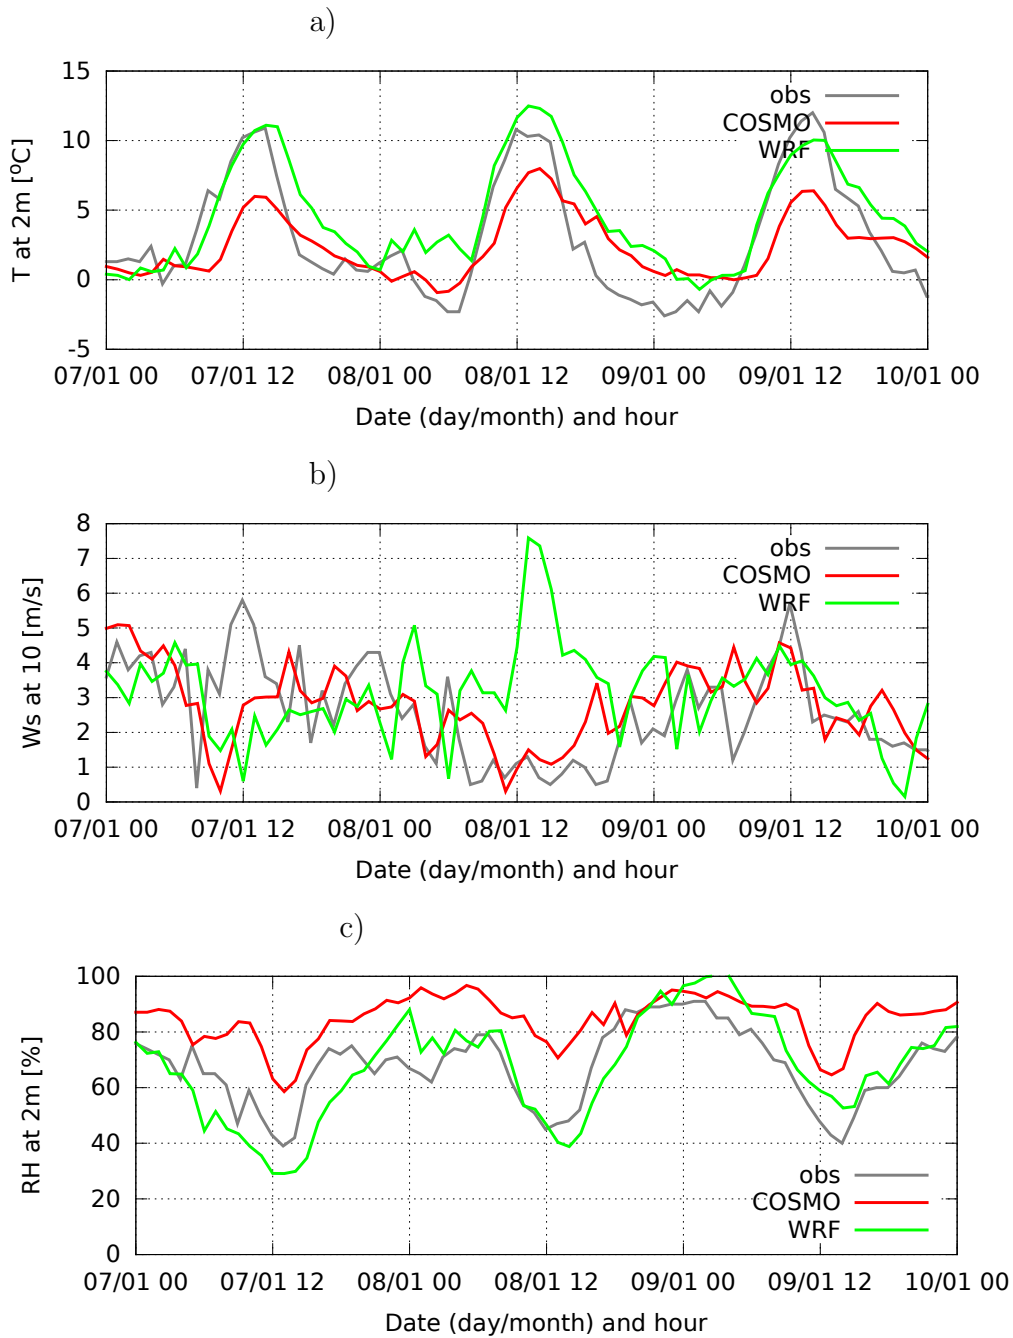 a)
15
10
5
0
-5
T at 2m [ºC]
obs
COSMO
WRF
07/01 00 07/01 12 08/01 00 08/01 12 09/01 00 09/01 12 10/01 00
Date (day/month) and hour
b)
8
7
6
5
4
3
2
1
0
Ws at 10 [m/s]
obs
COSMO
WRF
07/01 00 07/01 12 08/01 00 08/01 12 09/01 00 09/01 12 10/01 00
Date (day/month) and hour
c)
100
80
60
40
20
0
RH at 2m [%]
obs
COSMO
WRF
07/01 00 07/01 12 08/01 00 08/01 12 09/01 00 09/01 12 10/01 00
Date (day/month) and hour